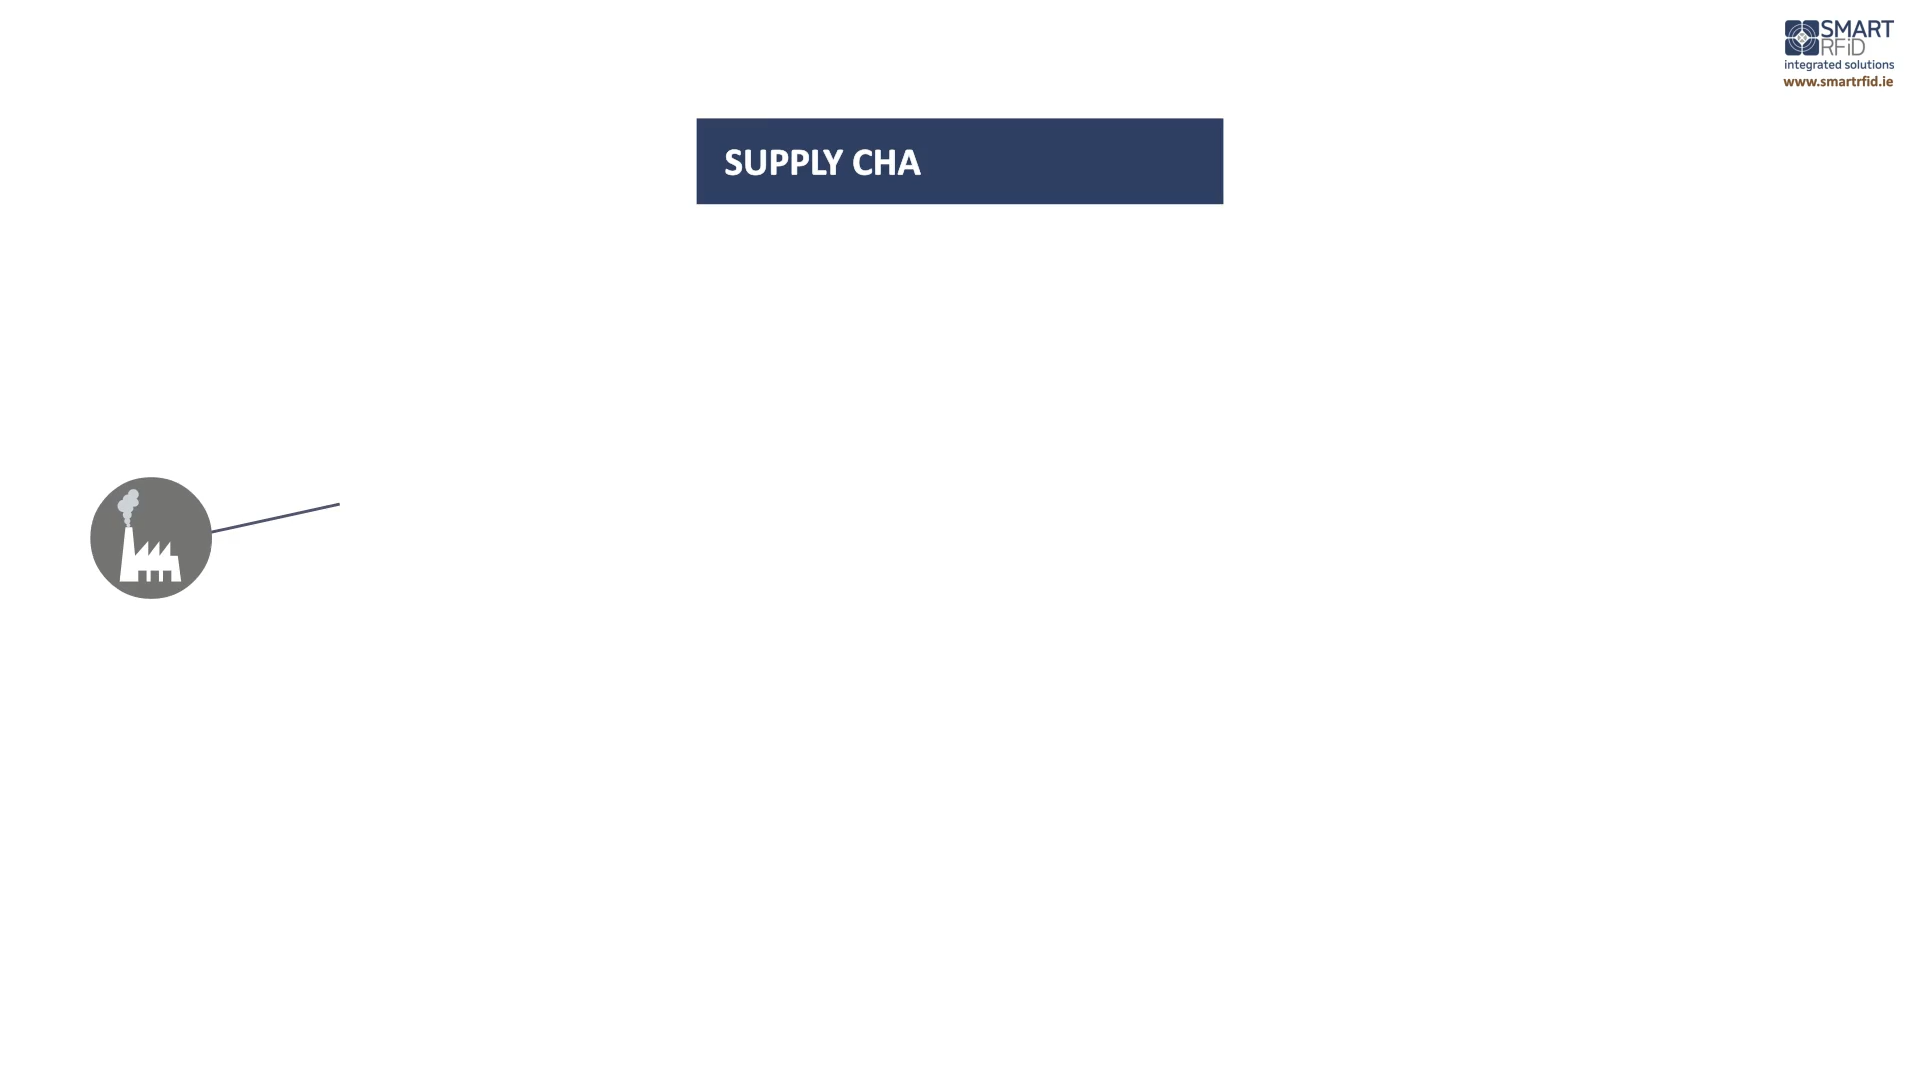 SMART
RFiD
integrated solutions
www.smartrfid.ie
SUPPLY CHA